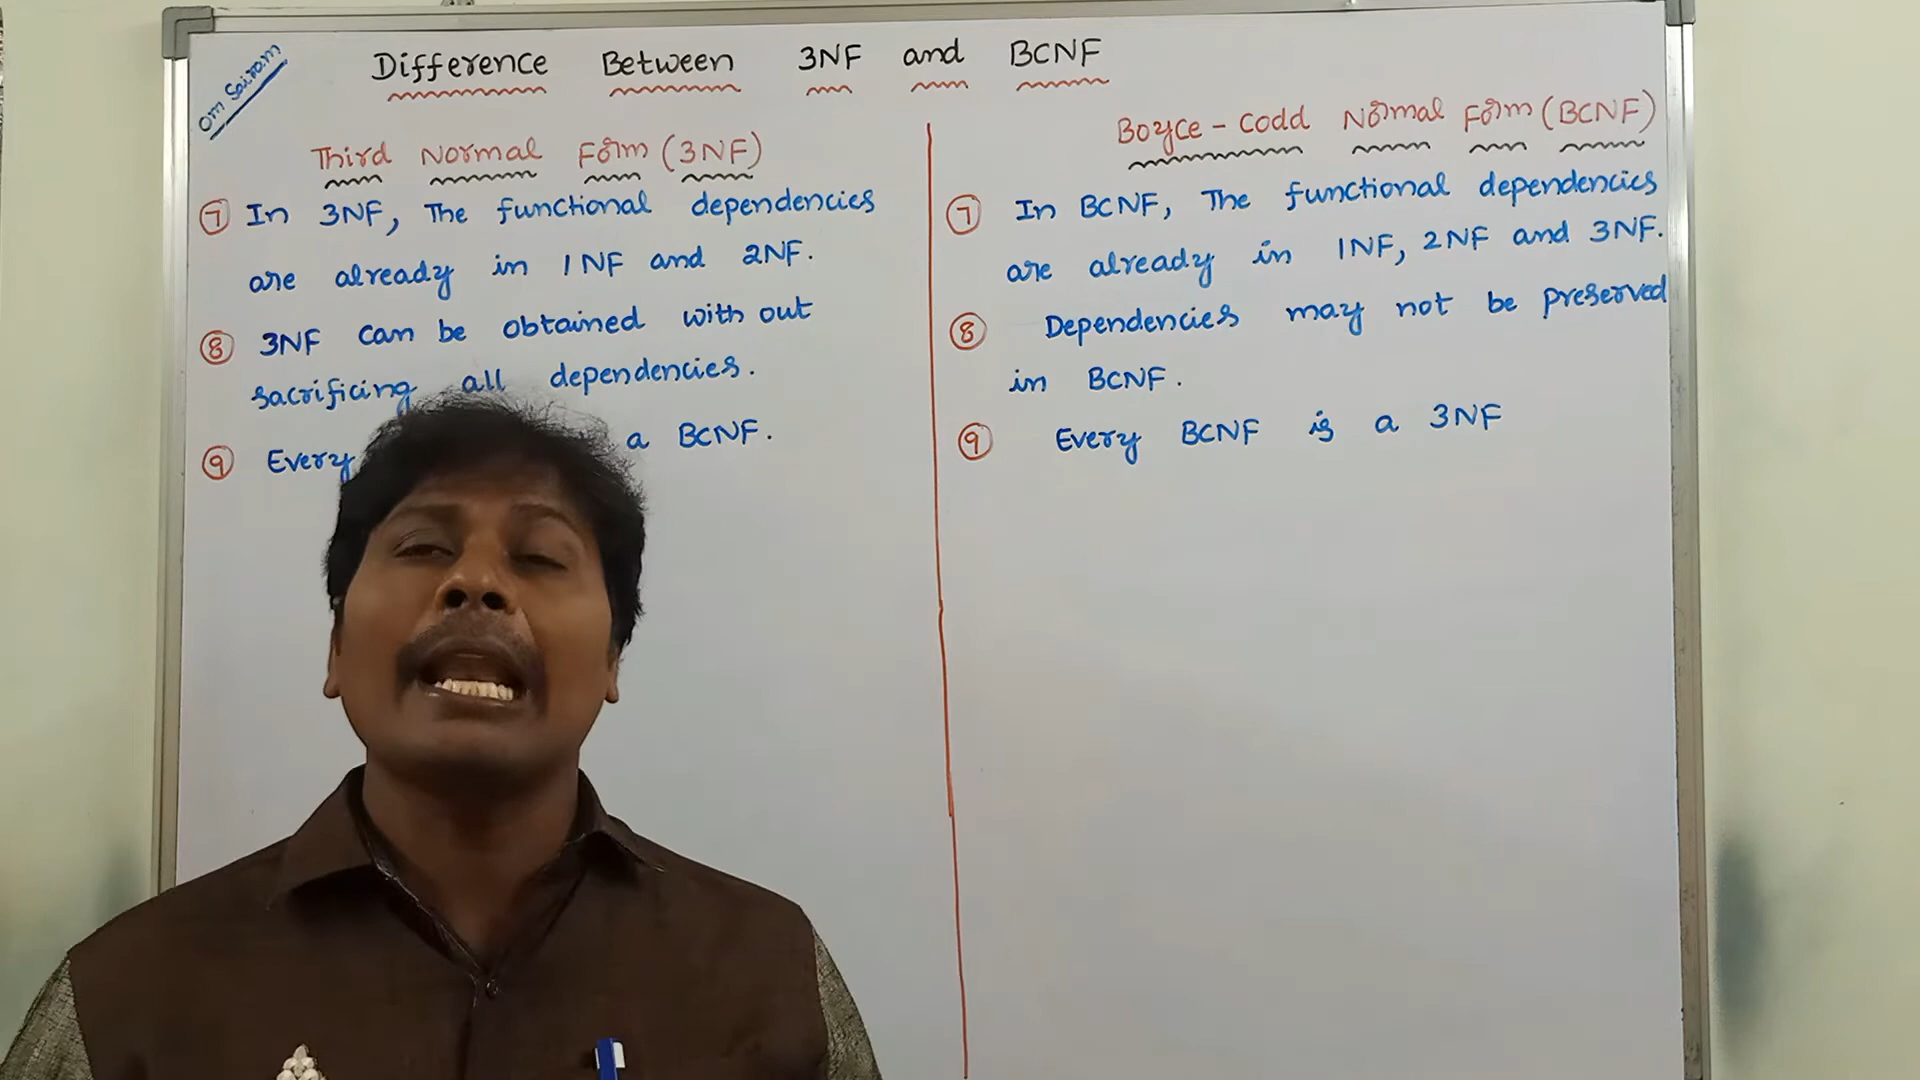 Om Sairam
Difference Between 3NF and BCNF
Third Normal Form (3NF)
7 In 3NF, The functional dependencies
are already in 1NF and 2NF.
8 3NF can be obtained with out
sacrificing all dependencies.
9 Every a BCNF.
Boyce - Codd Normal Form (BCNF)
7 In BCNF, The functional dependencies
are already in 1NF, 2NF and 3NF.
8 Dependencies may not be preserved
in BCNF.
9 Every BCNF is a 3NF